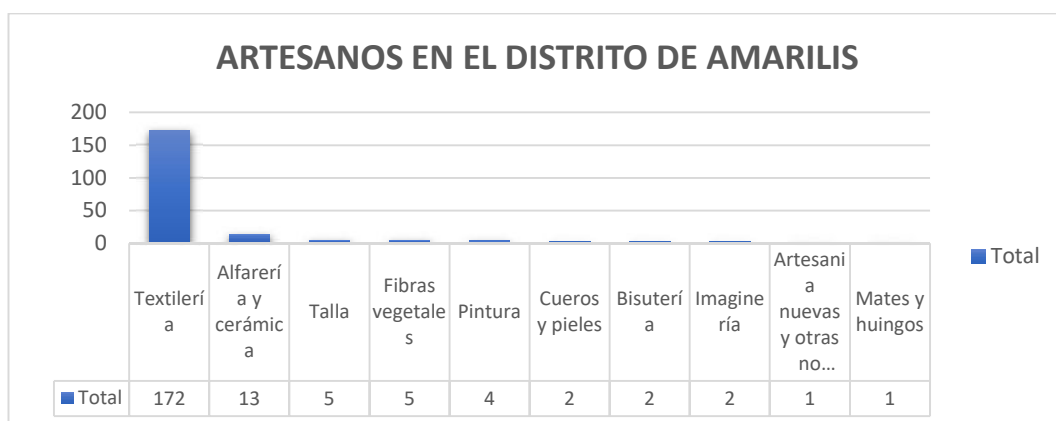 ARTESANOS EN EL DISTRITO DE AMARILIS
200
150
100
50
0
Textilerí
a
Alfarerí
a y
cerámic
a
Talla
Fibras
vegetale
s
Pintura
Cueros
y pieles
Bisuterí
a
Imagine
ría
Artesani
a
nuevas
y otras
no...
Mates y
huingos
Total 172 13 5 5 4 2 2 2 1 1
Total